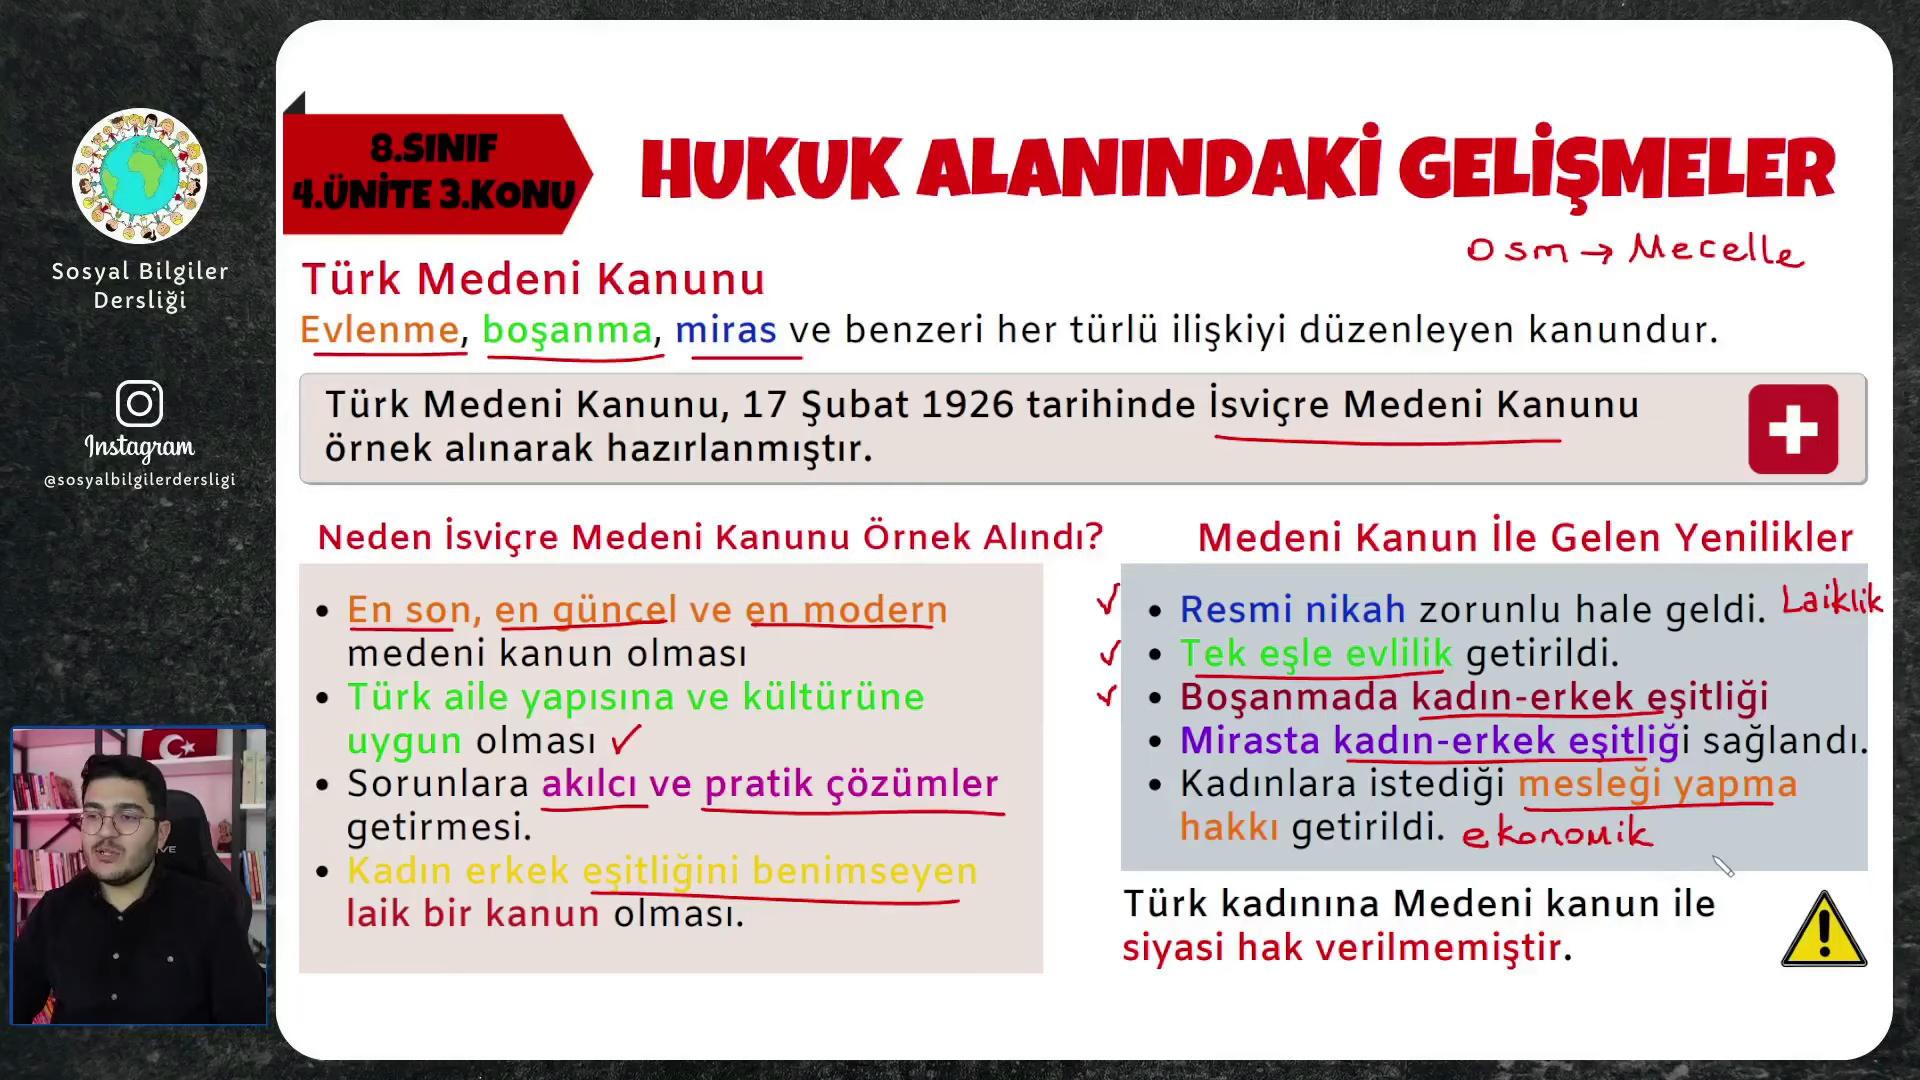 Sosyal Bilgiler
Dersliği
Instagram
@sosyalbilgilerdersligi
8.SINIF
4.ÜNİTE 3.KONU
HUKUK ALANINDAKİ GELİŞMELER
Osm → Mecelle
Türk Medeni Kanunu
Evlenme, boşanma, miras ve benzeri her türlü ilişkiyi düzenleyen kanundur.
Türk Medeni Kanunu, 17 Şubat 1926 tarihinde İsviçre Medeni Kanunu
örnek alınarak hazırlanmıştır.
Neden İsviçre Medeni Kanunu Örnek Alındı?
• En son, en güncel ve en modern
medeni kanun olması
• Türk aile yapısına ve kültürüne
uygun olması ✓
• Sorunlara akılcı ve pratik çözümler
getirmesi.
• Kadın erkek eşitliğini benimseyen
laik bir kanun olması.
Medeni Kanun İle Gelen Yenilikler
✓ • Resmi nikah zorunlu hale geldi. Laiklik
✓ • Tek eşle evlilik getirildi.
✓ • Boşanmada kadın-erkek eşitliği
• Mirasta kadın-erkek eşitliği sağlandı.
• Kadınlara istediği mesleği yapma
hakkı getirildi. ekonomik
Türk kadınına Medeni kanun ile
siyasi hak verilmemiştir.